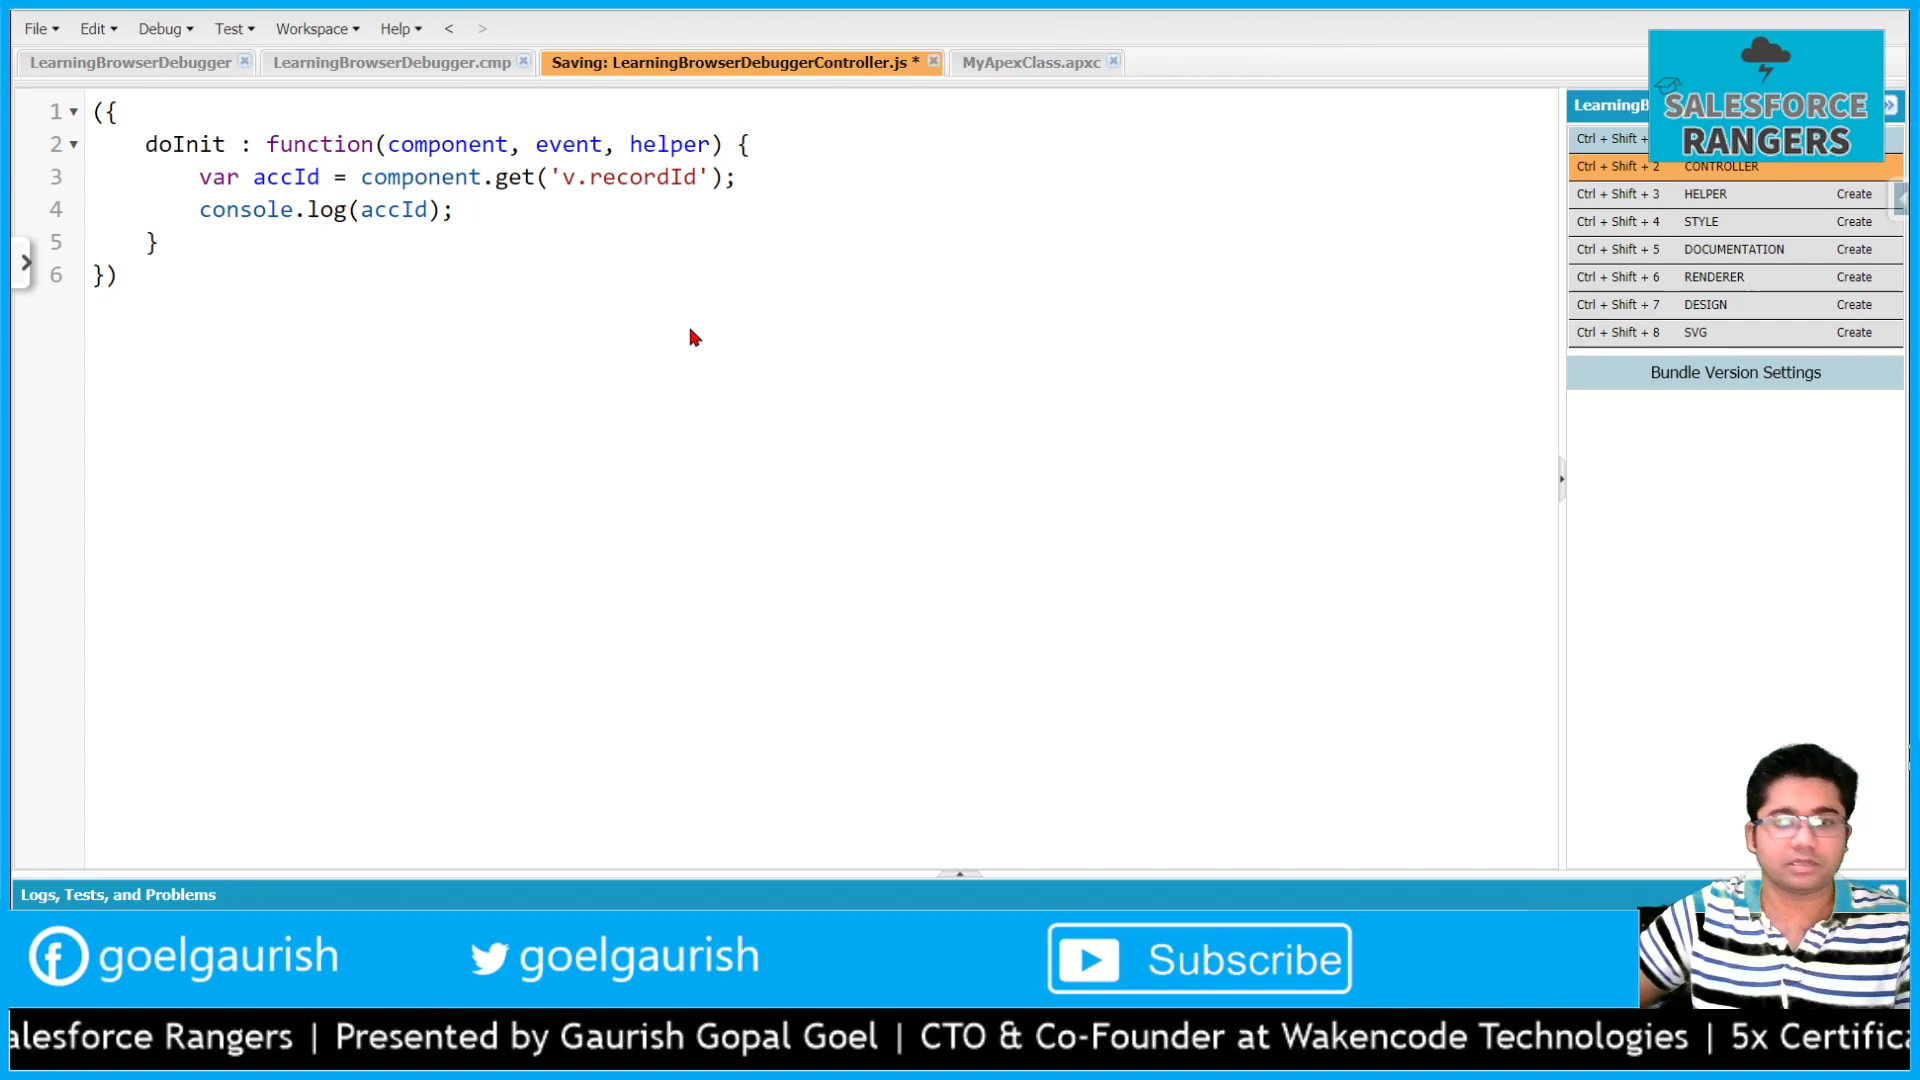 File Edit Debug Test Workspace Help < >
LearningBrowserDebugger LearningBrowserDebugger.cmp Saving: LearningBrowserDebuggerController.js * MyApexClass.apxc
SALESFORCE
RANGERS
1 ({
2 doInit : function(component, event, helper) {
3 var accId = component.get('v.recordId');
4 console.log(accId);
5 }
6 })
Ctrl + Shift +
Ctrl + Shift + 2 CONTROLLER
Ctrl + Shift + 3 HELPER Create
Ctrl + Shift + 4 STYLE Create
Ctrl + Shift + 5 DOCUMENTATION Create
Ctrl + Shift + 6 RENDERER Create
Ctrl + Shift + 7 DESIGN Create
Ctrl + Shift + 8 SVG Create
Bundle Version Settings
Logs, Tests, and Problems
goelgaurish goelgaurish Subscribe
alesforce Rangers | Presented by Gaurish Gopal Goel | CTO & Co-Founder at Wakencode Technologies | 5x Certific